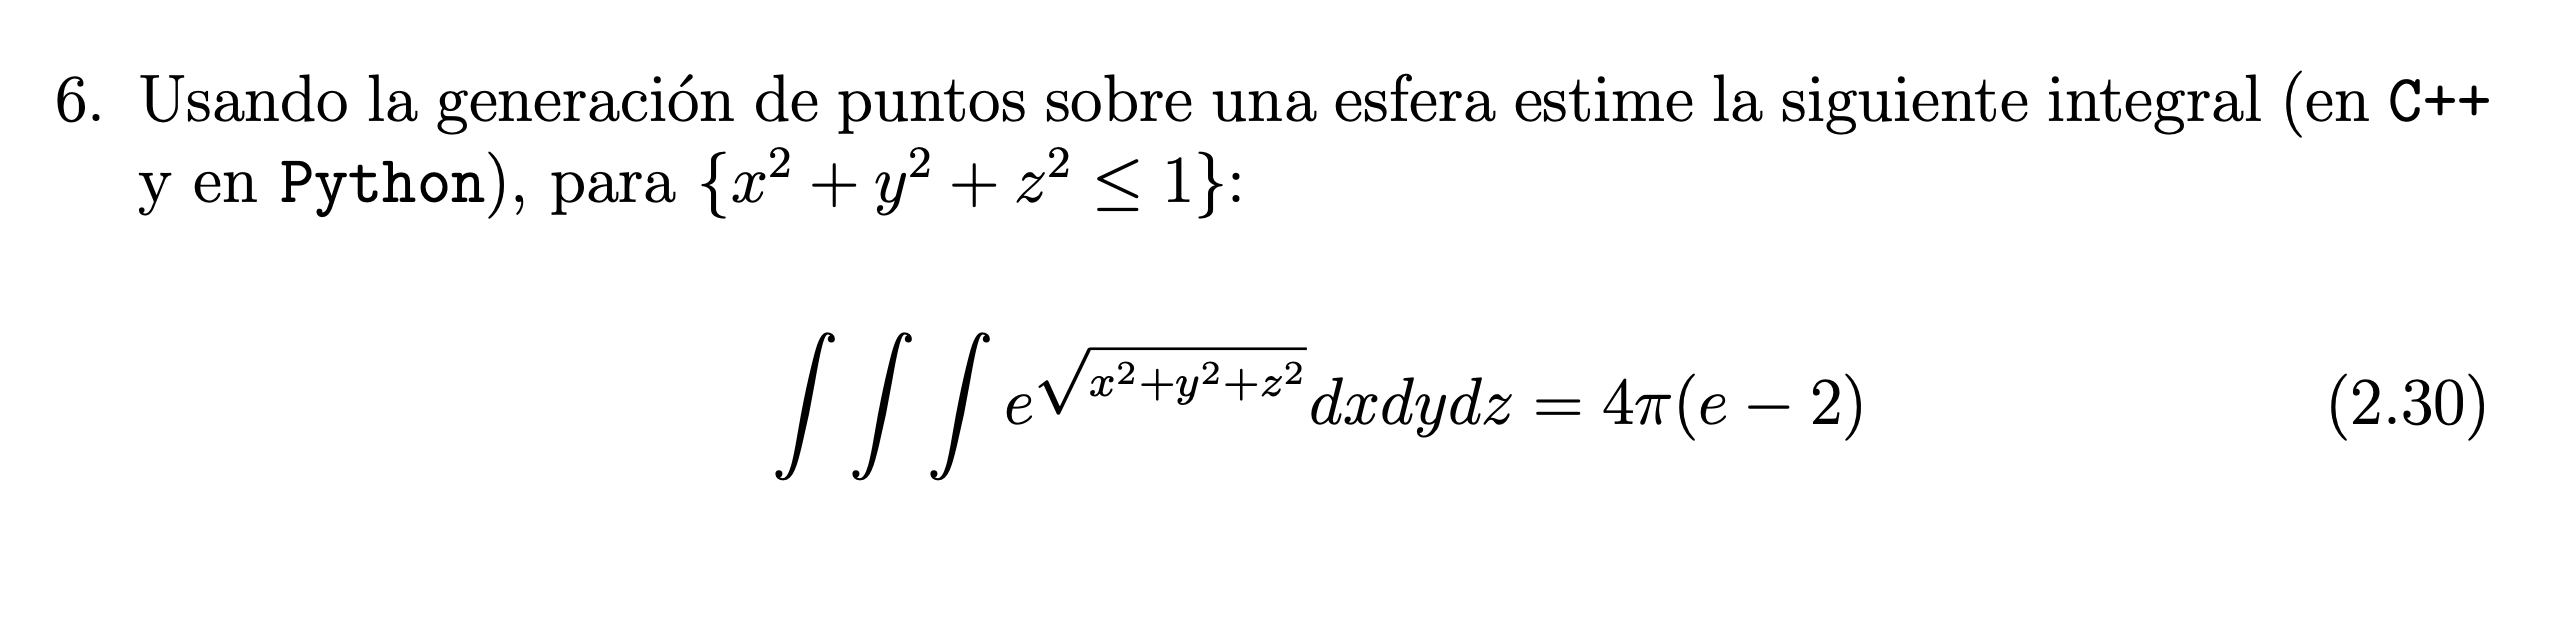 6. Usando la generación de puntos sobre una esfera estime la siguiente integral (en C++
y en Python), para {x² + y² + z² ≤ 1}:
∫ ∫ ∫ e^√(x²+y²+z²) dxdydz = 4π(e − 2) (2.30)